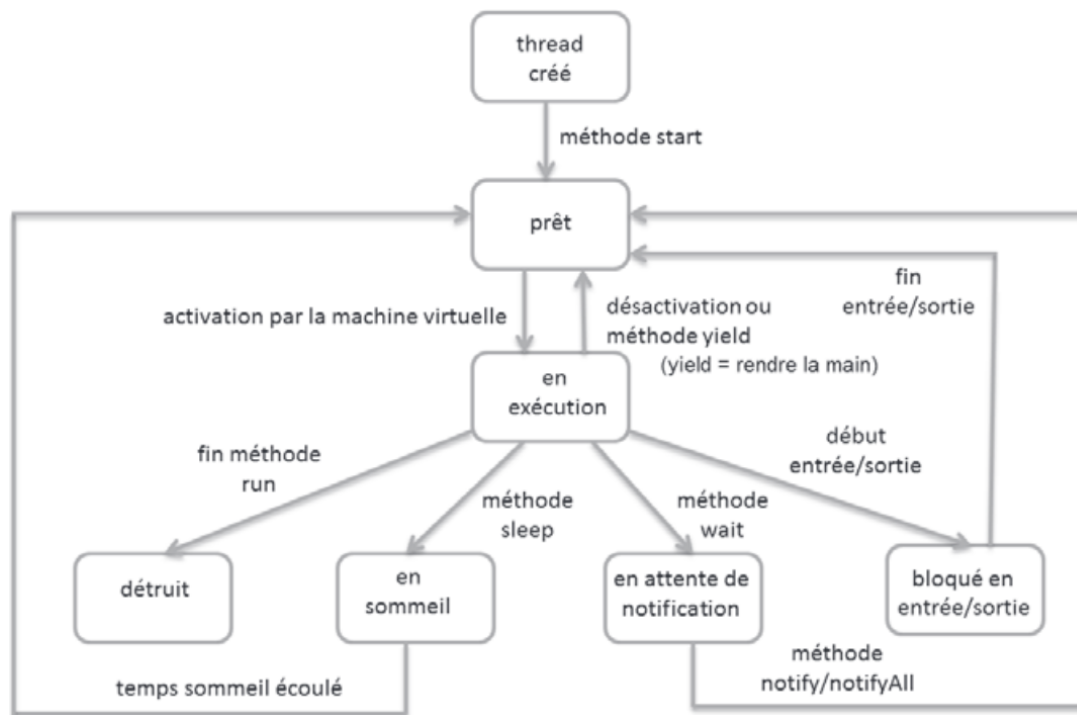 thread
créé
méthode start
prêt
activation par la machine virtuelle
désactivation ou
méthode yield
(yield = rendre la main)
fin
entrée/sortie
en
exécution
fin méthode
run
méthode
sleep
méthode
wait
début
entrée/sortie
détruit
en
sommeil
en attente de
notification
bloqué en
entrée/sortie
temps sommeil écoulé
méthode
notify/notifyAll